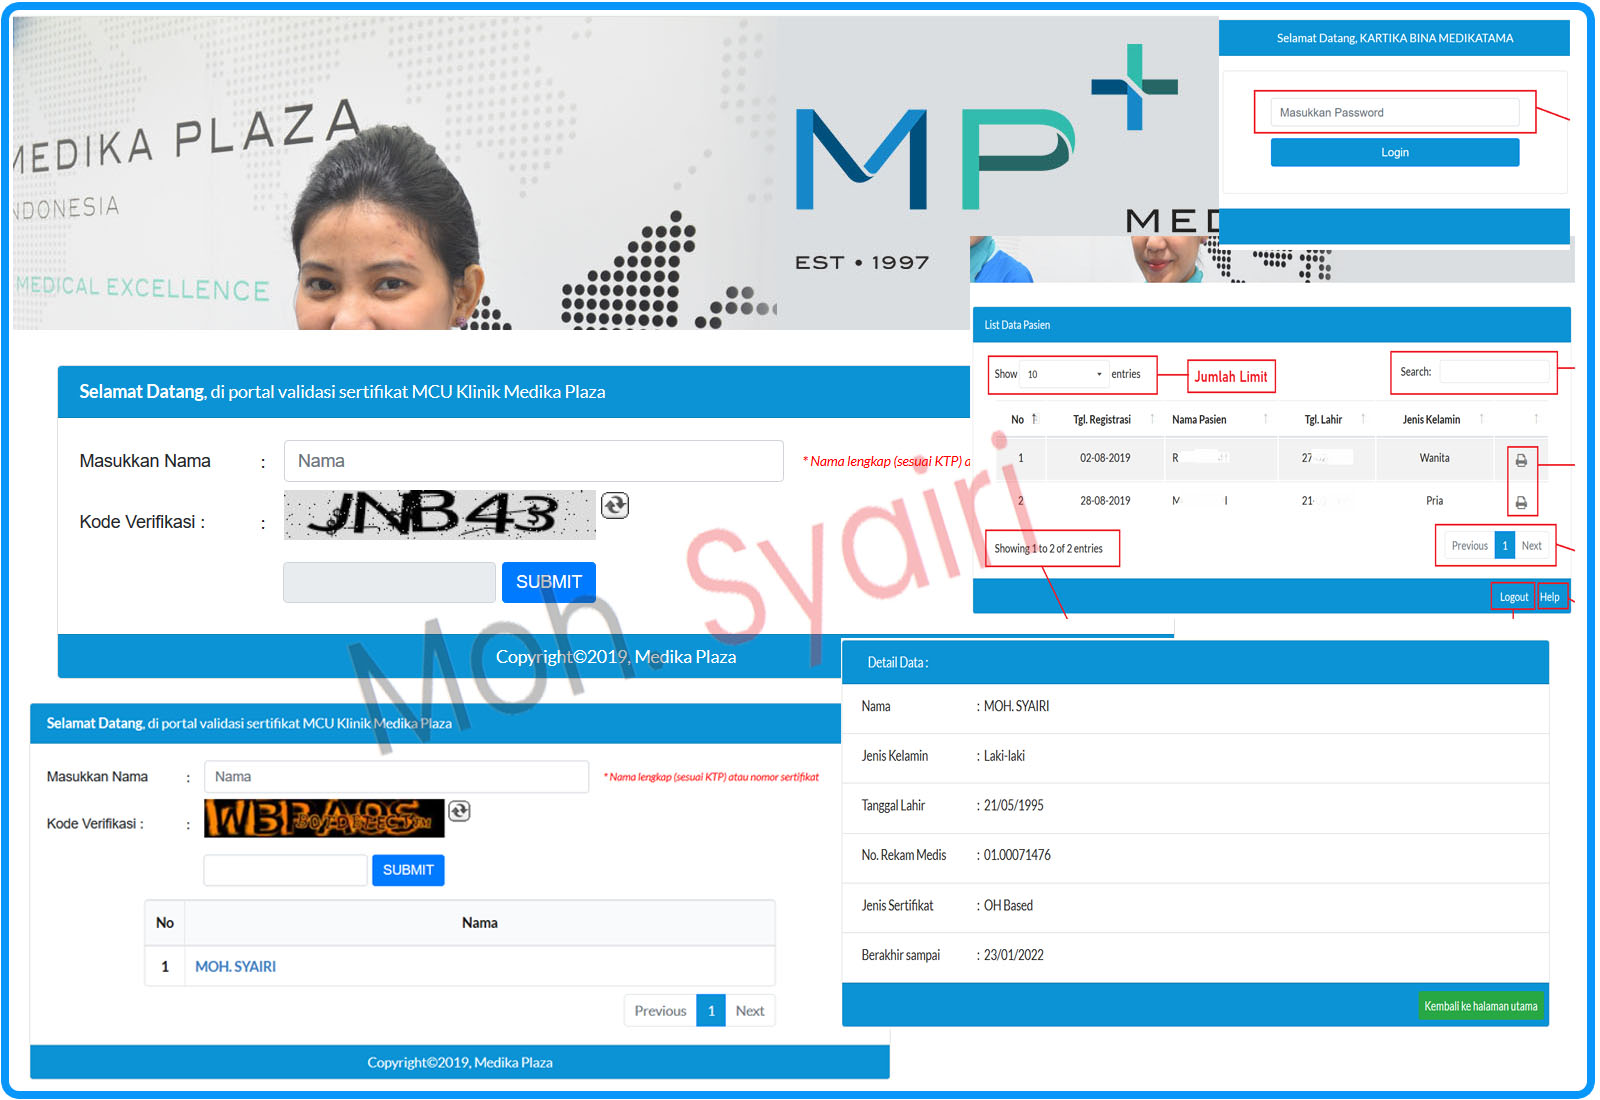 MEDIKA PLAZA
INDONESIA
MEDICAL EXCELLENCE
MP
EST • 1997
Selamat Datang, KARTIKA BINA MEDIKATAMA
Masukkan Password
Login
List Data Pasien
Show 10 entries
Jumlah Limit
Search:
No Tgl. Registrasi Nama Pasien Tgl. Lahir Jenis Kelamin
1 02-08-2019 R 27 Wanita
2 28-08-2019 M 21 Pria
Showing 1 to 2 of 2 entries
Previous 1 Next
Logout Help
Selamat Datang, di portal validasi sertifikat MCU Klinik Medika Plaza
Masukkan Nama : Nama * Nama lengkap (sesuai KTP) a
Kode Verifikasi : : JNB43
SUBMIT
Copyright©2019, Medika Plaza
Moh. Syairi
Selamat Datang, di portal validasi sertifikat MCU Klinik Medika Plaza
Masukkan Nama : Nama * Nama lengkap (sesuai KTP) atau nomor sertifikat
Kode Verifikasi : :
SUBMIT
No Nama
1 MOH. SYAIRI
Previous 1 Next
Copyright©2019, Medika Plaza
Detail Data :
Nama : MOH. SYAIRI
Jenis Kelamin : Laki-laki
Tanggal Lahir : 21/05/1995
No. Rekam Medis : 01.00071476
Jenis Sertifikat : OH Based
Berakhir sampai : 23/01/2022
Kembali ke halaman utama